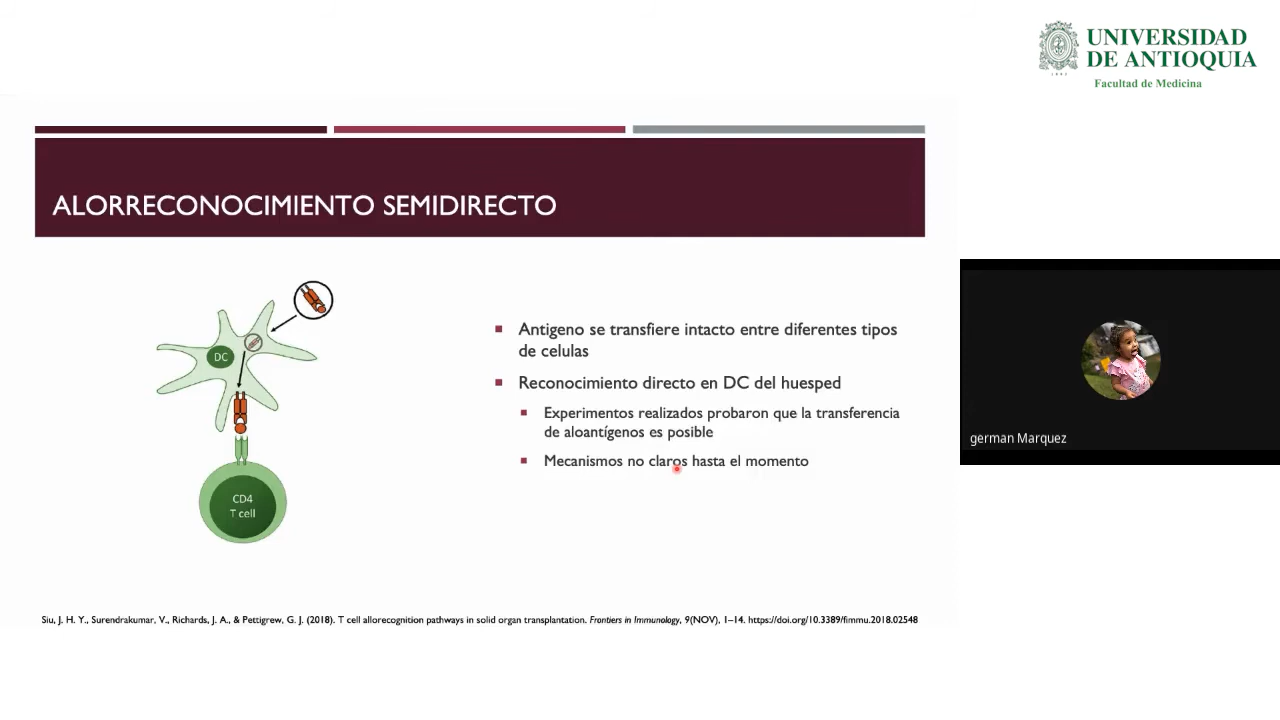 UNIVERSIDAD
DE ANTIOQUIA
Facultad de Medicina
ALORRECONOCIMIENTO SEMIDIRECTO
DC
CD4
T cell
Antigeno se transfiere intacto entre diferentes tipos
de celulas
Reconocimiento directo en DC del huesped
Experimentos realizados probaron que la transferencia
de aloantígenos es posible
Mecanismos no claros hasta el momento
german Marquez
Siu, J. H. Y., Surendrakumar, V., Richards, J. A., & Pettigrew, G. J. (2018). T cell allorecognition pathways in solid organ transplantation. Frontiers in Immunology, 9(NOV), 1–14. https://doi.org/10.3389/fimmu.2018.02548